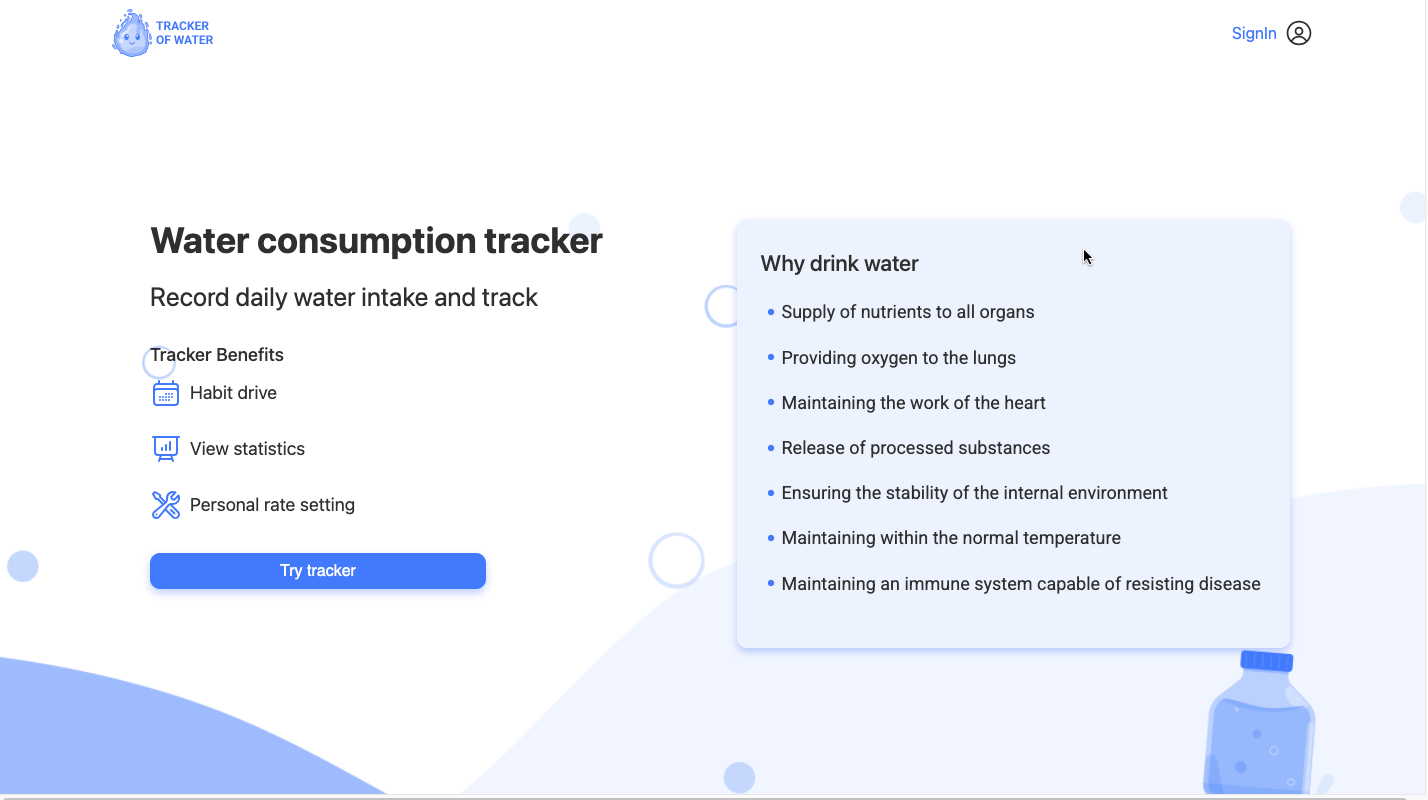 TRACKER
OF WATER
SignIn
Water consumption tracker
Record daily water intake and track
Tracker Benefits
Habit drive
View statistics
Personal rate setting
Try tracker
Why drink water
Supply of nutrients to all organs
Providing oxygen to the lungs
Maintaining the work of the heart
Release of processed substances
Ensuring the stability of the internal environment
Maintaining within the normal temperature
Maintaining an immune system capable of resisting disease